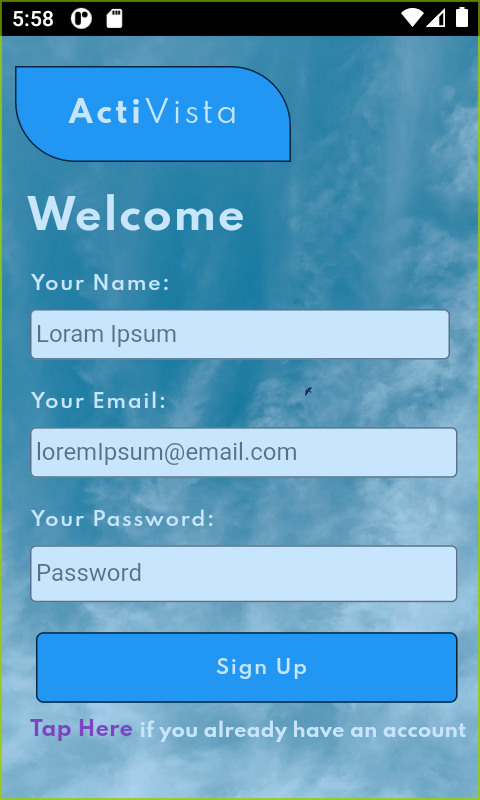 5:58
ActiVista
Welcome
Your Name:
Loram Ipsum
Your Email:
loremIpsum@email.com
Your Password:
Password
Sign Up
Tap Here if you already have an account